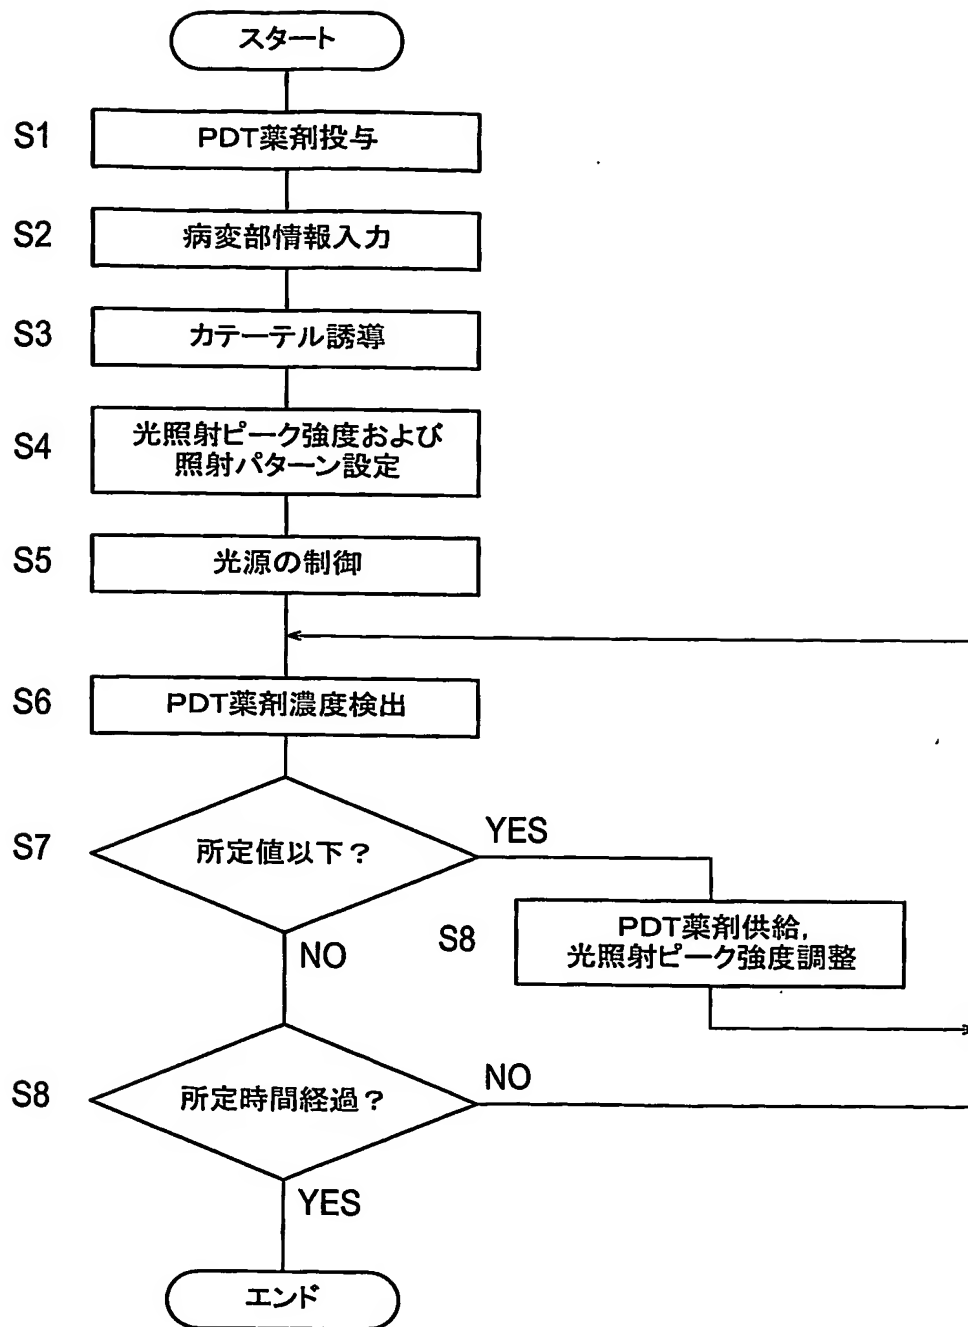 スタート
S1
PDT薬剤投与
S2
病変部情報入力
S3
カテーテル誘導
S4
光照射ピーク強度および
照射パターン設定
S5
光源の制御
S6
PDT薬剤濃度検出
S7
所定値以下？
YES
NO
S8
PDT薬剤供給,
光照射ピーク強度調整
S8
所定時間経過？
NO
YES
エンド